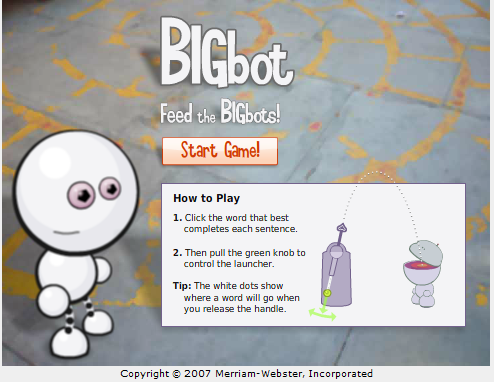 BIGbot
Feed the BIGbots!
Start Game!
How to Play
1. Click the word that best
completes each sentence.
2. Then pull the green knob to
control the launcher.
Tip: The white dots show
where a word will go when
you release the handle.
Copyright © 2007 Merriam-Webster, Incorporated